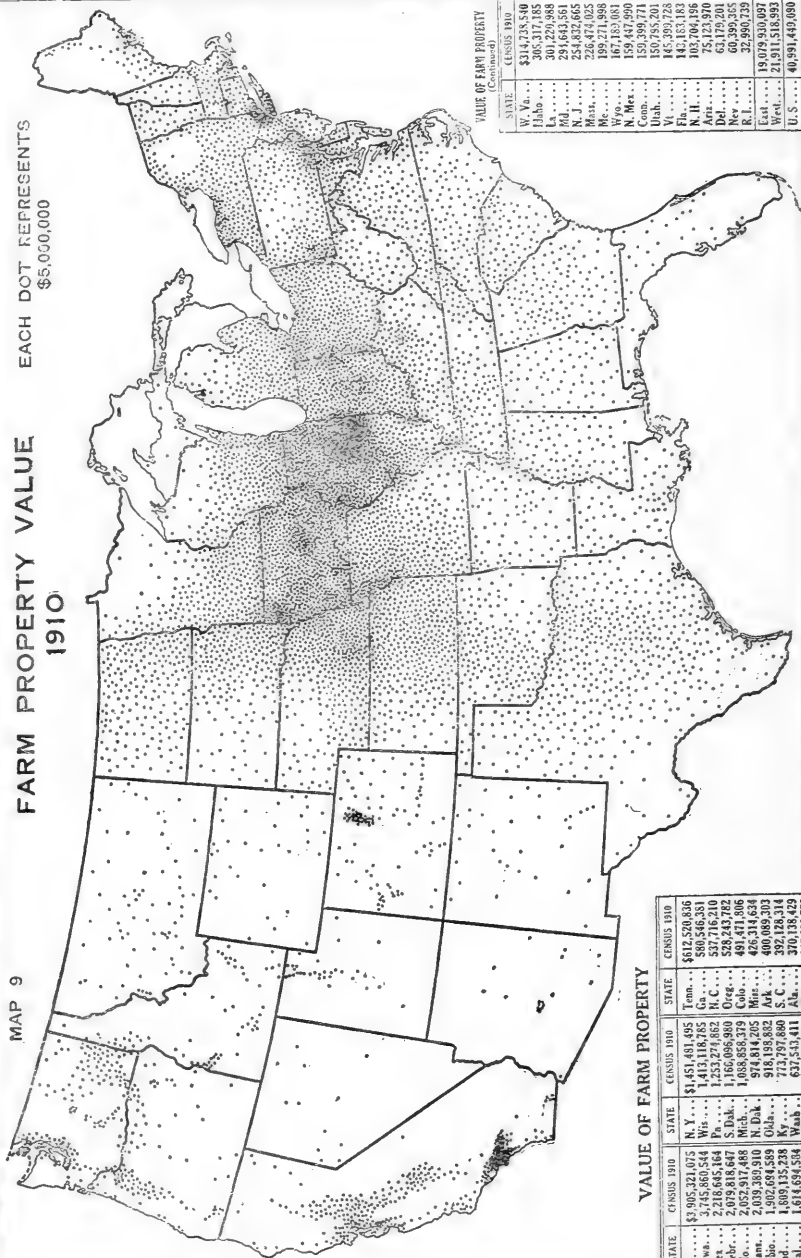 MAP 9
FARM PROPERTY VALUE
1910
EACH DOT REPRESENTS
$5,000,000
VALUE OF FARM PROPERTY
(Continued)
STATE CENSUS 1910
W. Va. $314,738,540
Idaho 305,317,185
La. 301,220,988
Md. 291,643,561
N. J. 254,832,665
Mass. 226,474,025
Me. 199,271,998
Wyo. 167,189,081
N. Mex. 159,447,990
Conn. 150,399,771
Utah. 150,795,201
Vt. 145,399,728
Fla. 143,183,183
N. H. 103,704,196
Ariz. 75,123,970
Del. 63,179,201
Nev 60,399,365
R. I. 32,990,739
East 19,079,930,097
West 21,911,518,993
U. S. 40,991,449,090
VALUE OF FARM PROPERTY
TATE CENSUS 1910 STATE CENSUS 1910 STATE CENSUS 1910
$3,905,321,075 N. Y. $1,451,481,495 Tenn. $612,520,836
wa. 3,745,860,544 Wis. 1,413,118,785 Ga. 580,546,381
ex 2,218,645,164 Pa. 1,253,274,862 N. C. 537,716,210
ebr. 2,079,818,647 S. Dak. 1,166,096,980 Oreg. 528,243,782
o. 2,052,917,488 Mich. 1,088,858,379 Colo. 491,471,806
ans. 2,039,389,910 N. Dak. 974,814,205 Miss. 426,314,634
hio. 1,902,694,589 Okla. 918,198,882 Ark. 400,089,303
d. 1,809,135,238 Ky. 773,797,880 S. C. 392,128,314
al. 1,614,694,584 Wash. 637,543,411 Ala. 370,138,429